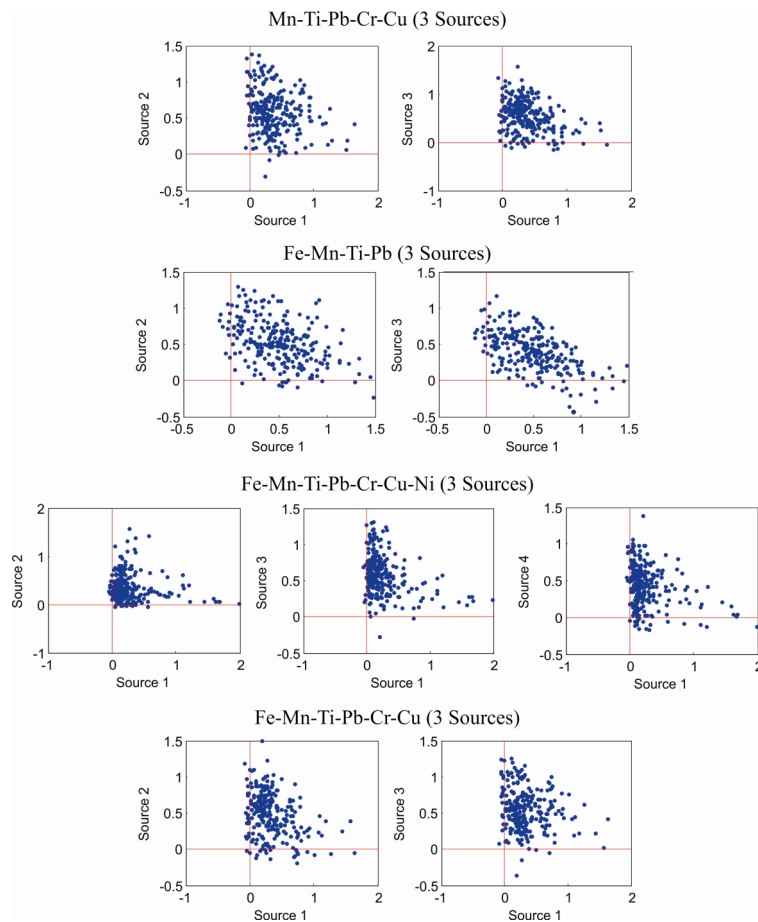 Mn-Ti-Pb-Cr-Cu (3 Sources)
1.5
1
0.5
0
-0.5
Source 2
-1 0 1 2
Source 1
2
1
0
-1
Source 3
-1 0 1 2
Source 1
Fe-Mn-Ti-Pb (3 Sources)
1.5
1
0.5
0
-0.5
Source 2
-0.5 0 0.5 1 1.5
Source 1
1.5
1
0.5
0
-0.5
Source 3
-0.5 0 0.5 1 1.5
Source 1
Fe-Mn-Ti-Pb-Cr-Cu-Ni (3 Sources)
2
1
0
-1
Source 2
-1 0 1 2
Source 1
1.5
1
0.5
0
-0.5
Source 3
-1 0 1 2
Source 1
1.5
1
0.5
0
-0.5
Source 4
-1 0 1 2
Source 1
Fe-Mn-Ti-Pb-Cr-Cu (3 Sources)
1.5
1
0.5
0
-0.5
Source 2
-1 0 1 2
Source 1
1.5
1
0.5
0
-0.5
Source 3
-1 0 1 2
Source 1